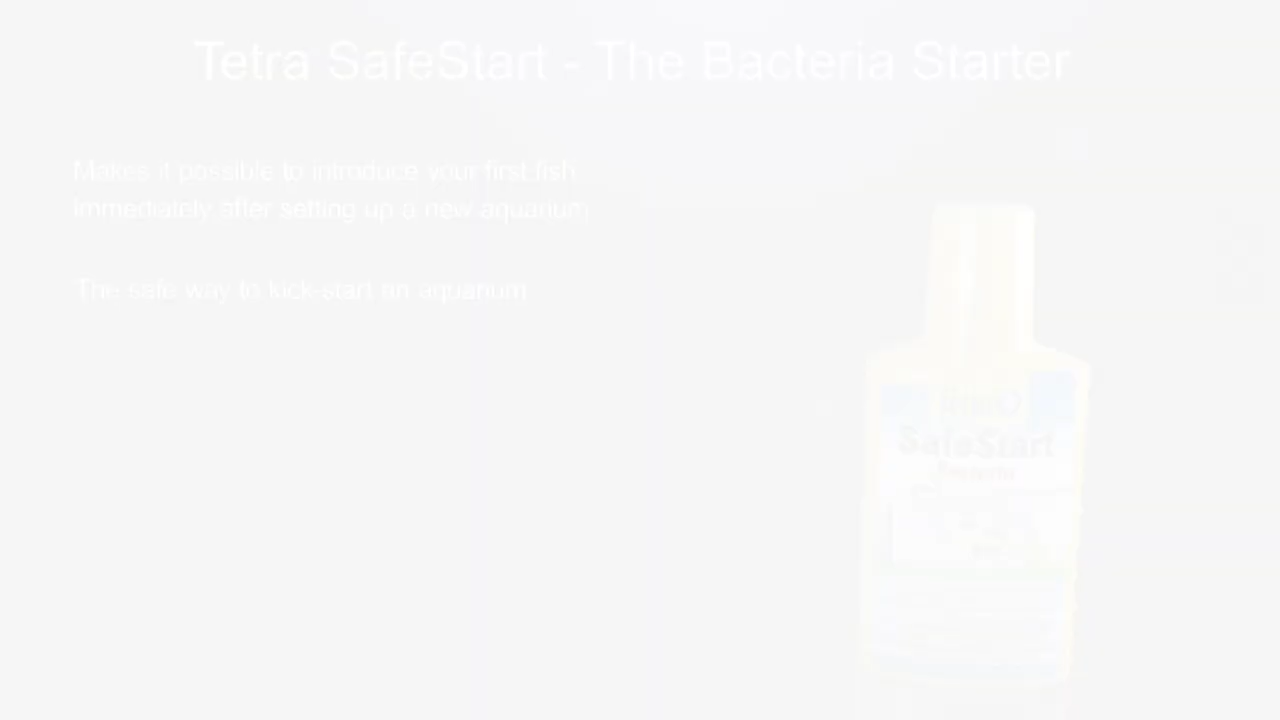 Tetra SafeStart - The Bacteria Starter
Makes it possible to introduce your first fish
immediately after setting up a new aquarium
The safe way to kick-start an aquarium
Tetra
SafeStart